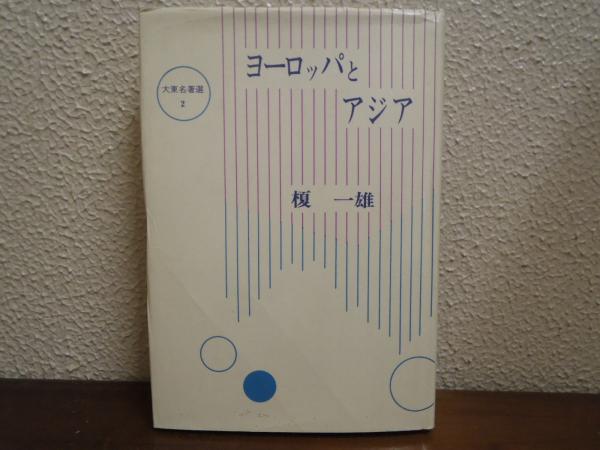 大東名著選
2
ヨーロッパと
アジア
榎 一雄